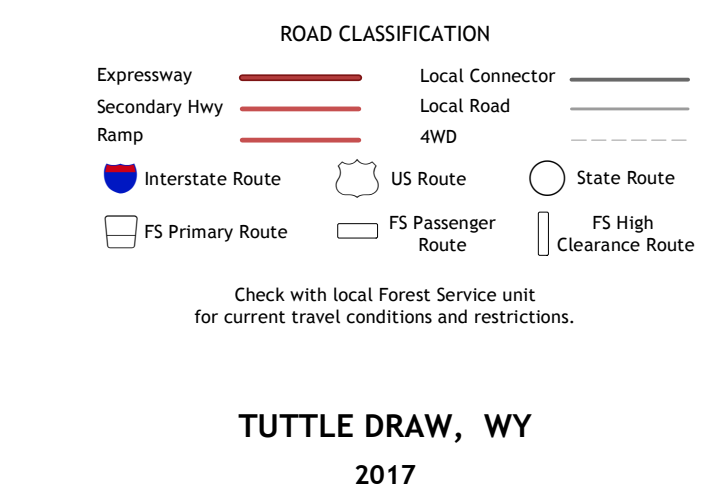 ROAD CLASSIFICATION
Expressway
Local Connector
Secondary Hwy
Local Road
Ramp
4WD
Interstate Route
US Route
State Route
FS Primary Route
FS Passenger
Route
FS High
Clearance Route
Check with local Forest Service unit
for current travel conditions and restrictions.
TUTTLE DRAW, WY
2017